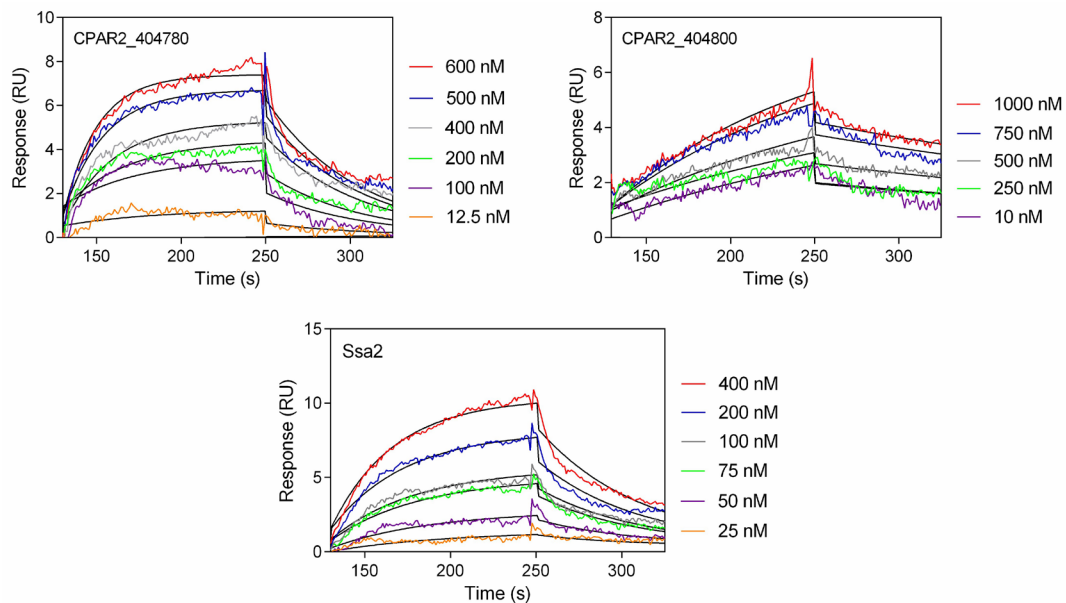 CPAR2_404780
Response (RU)
10
8
6
4
2
0
150
200
250
300
Time (s)
600 nM
500 nM
400 nM
200 nM
100 nM
12.5 nM
CPAR2_404800
Response (RU)
8
6
4
2
0
150
200
250
300
Time (s)
1000 nM
750 nM
500 nM
250 nM
10 nM
Ssa2
Response (RU)
15
10
5
0
150
200
250
300
Time (s)
400 nM
200 nM
100 nM
75 nM
50 nM
25 nM